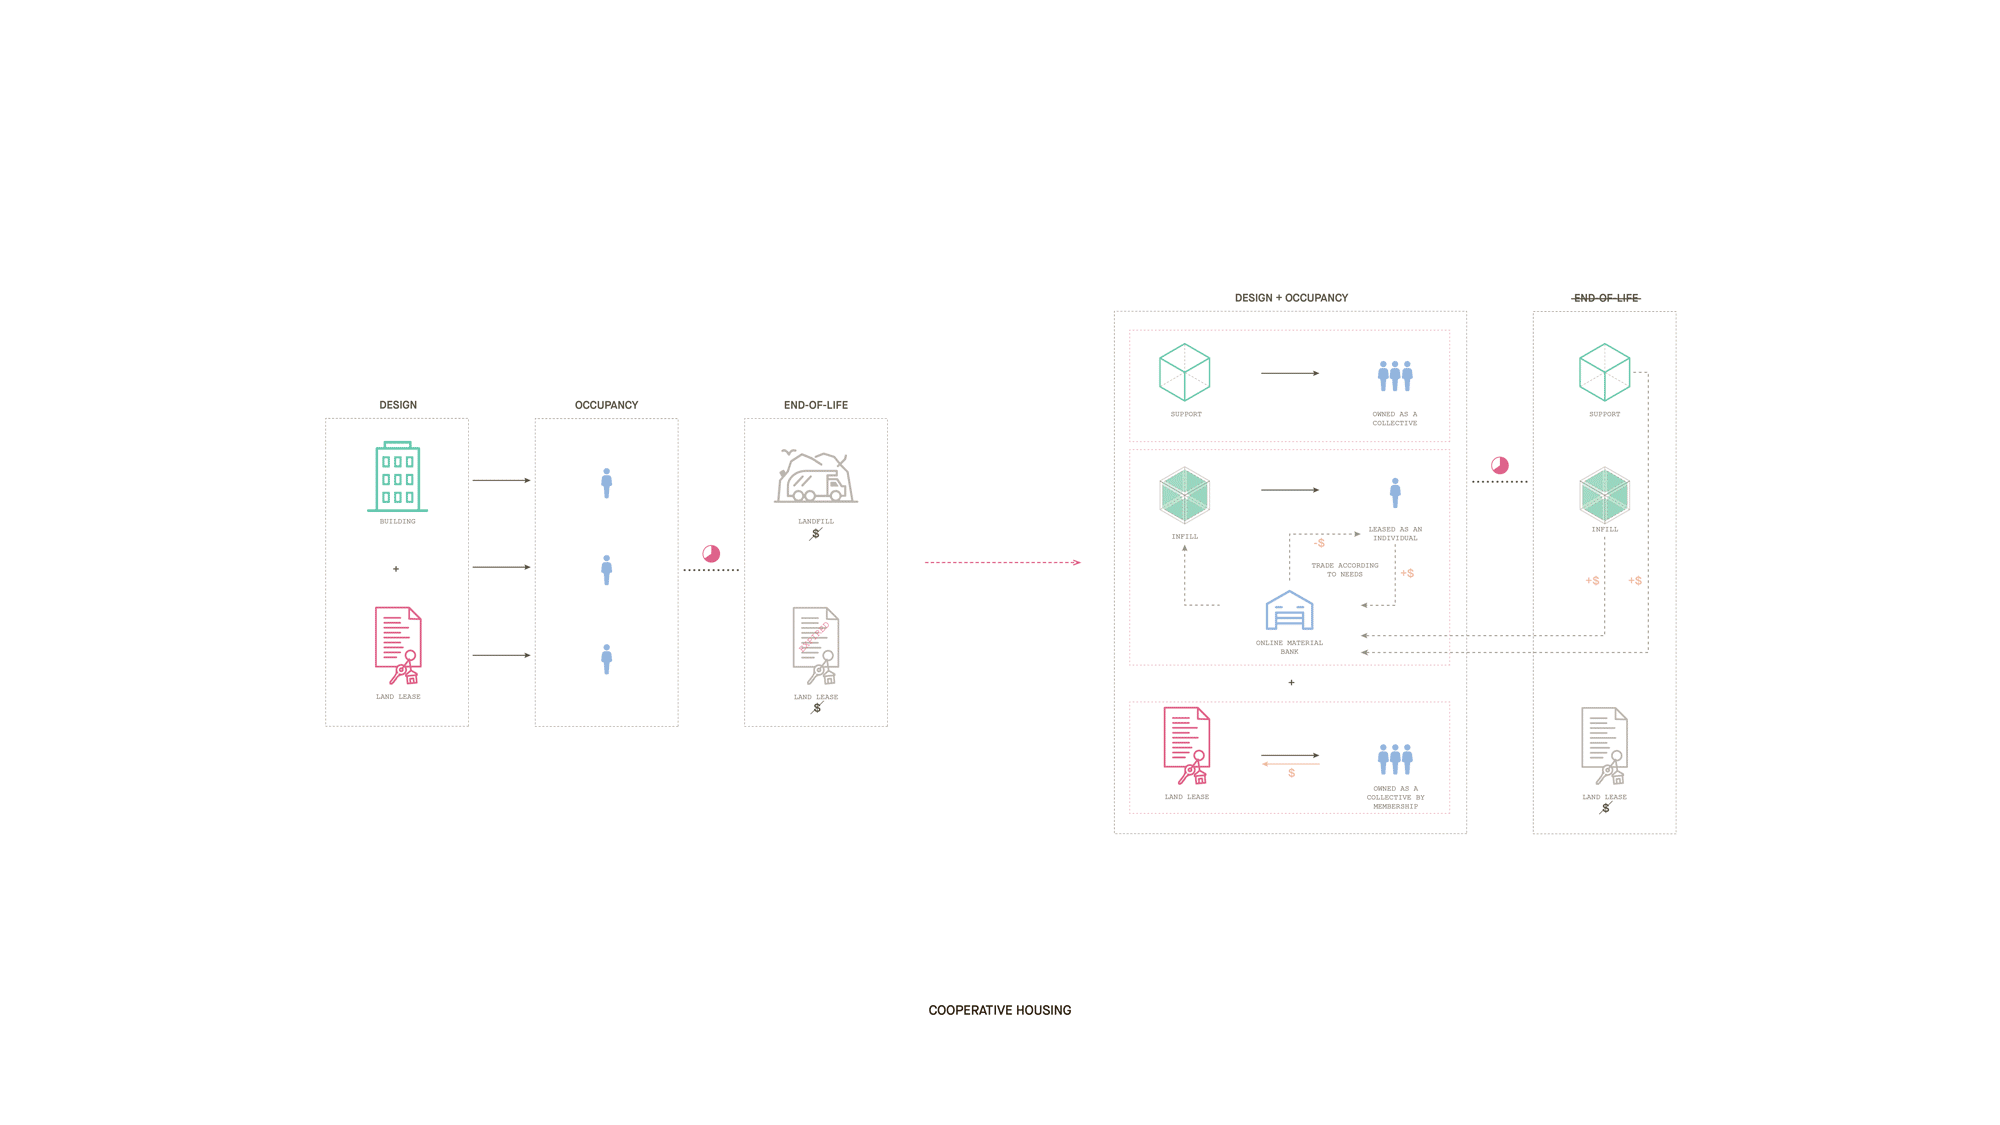 DESIGN
BUILDING
+
LAND LEASE
OCCUPANCY
END-OF-LIFE
LANDFILL
$
LAND LEASE
$
DESIGN + OCCUPANCY
SUPPORT
OWNED AS A
COLLECTIVE
INFILL
LEASED AS AN
INDIVIDUAL
-$
TRADE ACCORDING
TO NEEDS
+$
ONLINE MATERIAL
BANK
+
LAND LEASE
$
OWNED AS A
COLLECTIVE BY
MEMBERSHIP
END-OF-LIFE
SUPPORT
INFILL
+$ +$
LAND LEASE
$
COOPERATIVE HOUSING